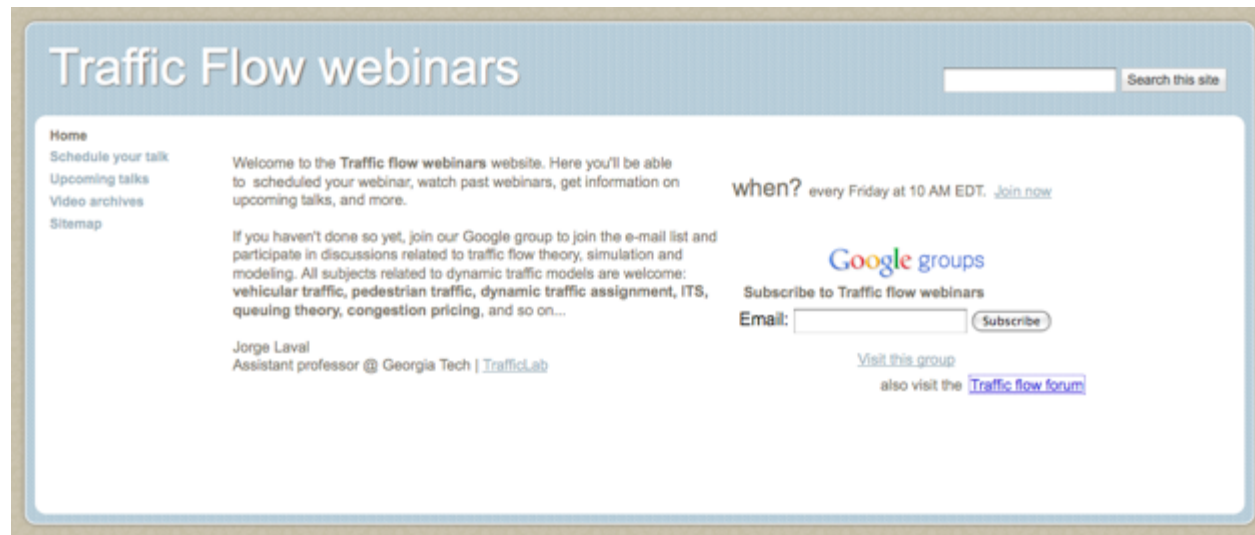 Traffic Flow webinars
Search this site
Home
Schedule your talk
Upcoming talks
Video archives
Sitemap
Welcome to the Traffic flow webinars website. Here you'll be able
to scheduled your webinar, watch past webinars, get information on
upcoming talks, and more.
If you haven't done so yet, join our Google group to join the e-mail list and
participate in discussions related to traffic flow theory, simulation and
modeling. All subjects related to dynamic traffic models are welcome:
vehicular traffic, pedestrian traffic, dynamic traffic assignment, ITS,
queuing theory, congestion pricing, and so on...
Jorge Laval
Assistant professor @ Georgia Tech | TrafficLab
when? every Friday at 10 AM EDT. Join now
Google groups
Subscribe to Traffic flow webinars
Email: Subscribe
Visit this group
also visit the Traffic flow forum